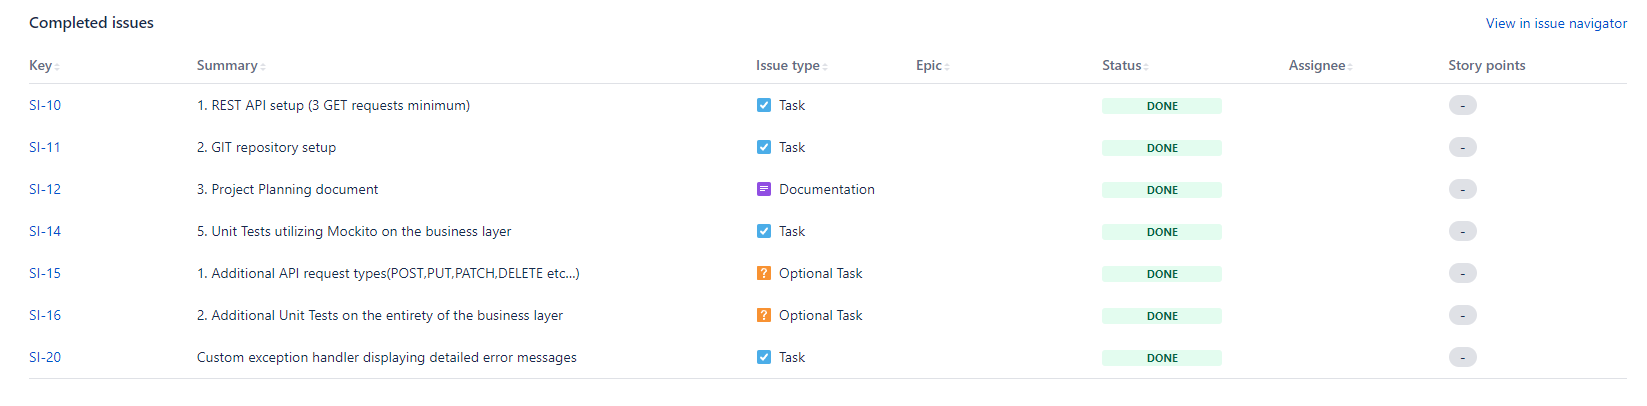 Completed issues View in issue navigator
Key Summary Issue type Epic Status Assignee Story points
SI-10 1. REST API setup (3 GET requests minimum) Task DONE -
SI-11 2. GIT repository setup Task DONE -
SI-12 3. Project Planning document Documentation DONE -
SI-14 5. Unit Tests utilizing Mockito on the business layer Task DONE -
SI-15 1. Additional API request types(POST,PUT,PATCH,DELETE etc...) ? Optional Task DONE -
SI-16 2. Additional Unit Tests on the entirety of the business layer ? Optional Task DONE -
SI-20 Custom exception handler displaying detailed error messages Task DONE -